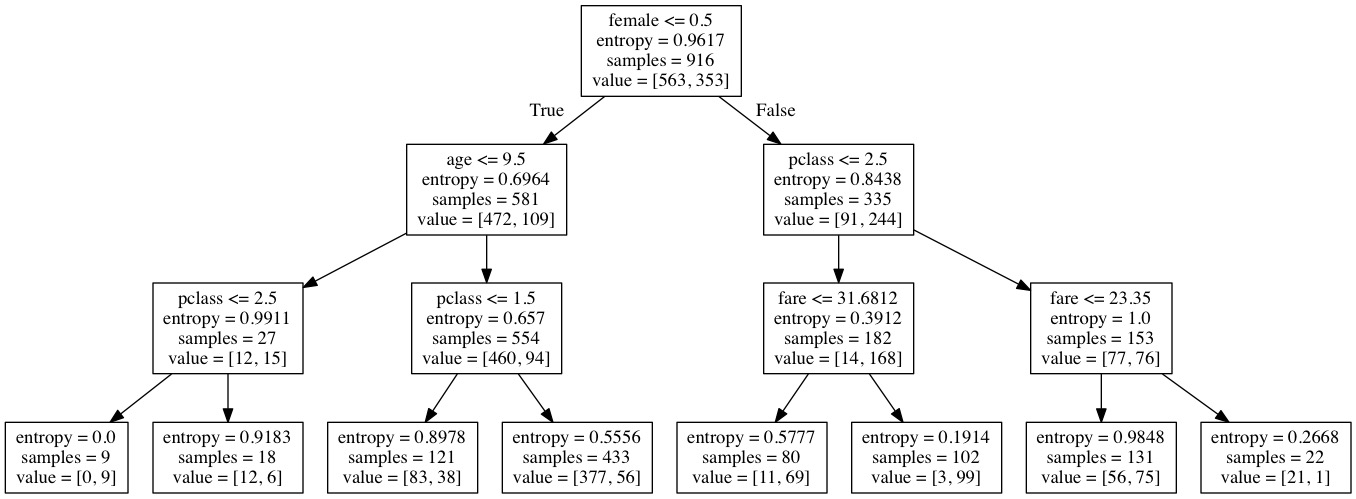 female <= 0.5
entropy = 0.9617
samples = 916
value = [563, 353]
True
False
age <= 9.5
entropy = 0.6964
samples = 581
value = [472, 109]
pclass <= 2.5
entropy = 0.8438
samples = 335
value = [91, 244]
pclass <= 2.5
entropy = 0.9911
samples = 27
value = [12, 15]
pclass <= 1.5
entropy = 0.657
samples = 554
value = [460, 94]
fare <= 31.6812
entropy = 0.3912
samples = 182
value = [14, 168]
fare <= 23.35
entropy = 1.0
samples = 153
value = [77, 76]
entropy = 0.0
samples = 9
value = [0, 9]
entropy = 0.9183
samples = 18
value = [12, 6]
entropy = 0.8978
samples = 121
value = [83, 38]
entropy = 0.5556
samples = 433
value = [377, 56]
entropy = 0.5777
samples = 80
value = [11, 69]
entropy = 0.1914
samples = 102
value = [3, 99]
entropy = 0.9848
samples = 131
value = [56, 75]
entropy = 0.2668
samples = 22
value = [21, 1]